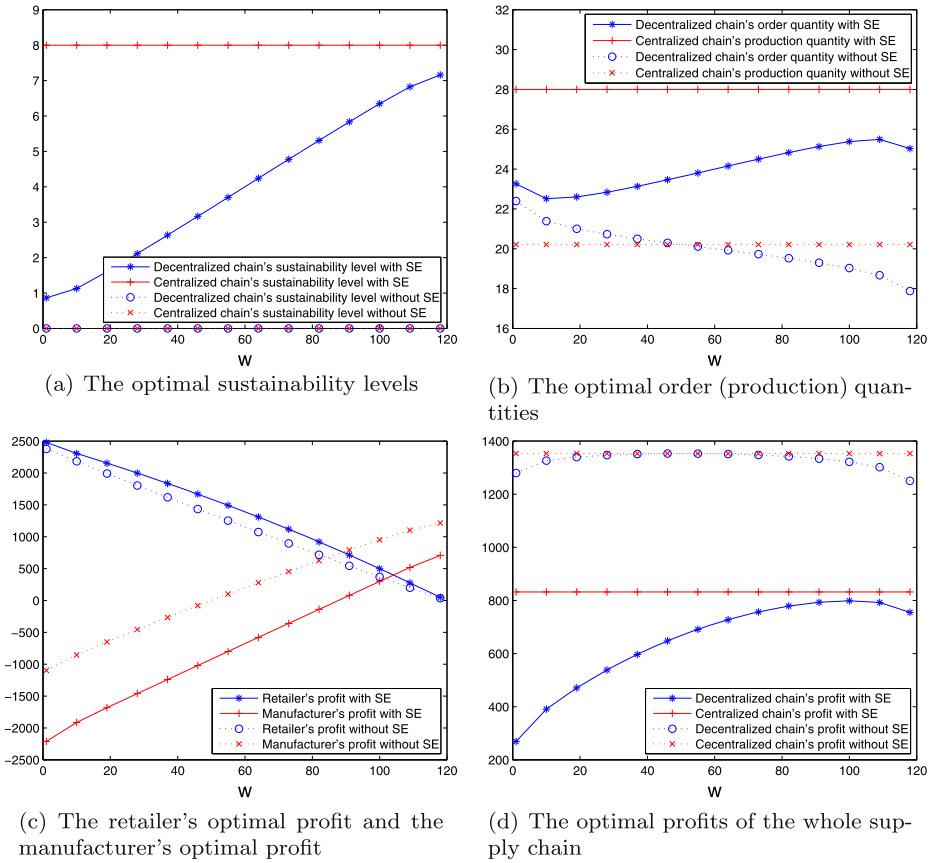 9
8
7
6
5
4
3
2
1
0
Decentralized chain's sustainability level with SE
Centralized chain's sustainability level with SE
Decentralized chain's sustainability level without SE
Centralized chain's sustainability level without SE
0 20 40 60 80 100 120
w
(a) The optimal sustainability levels
32
30
28
26
24
22
20
18
16
Decentralized chain's order quantity with SE
Centralized chain's production quantity with SE
Decentralized chain's order quantity without SE
Centralized chain's production quanity without SE
0 20 40 60 80 100 120
w
(b) The optimal order (production) quan-
tities
2500
2000
1500
1000
500
0
−500
−1000
−1500
−2000
−2500
Retailer's profit with SE
Manufacturer's profit with SE
Retailer's profit without SE
Manufacturer's profit without SE
0 20 40 60 80 100 120
w
(c) The retailer's optimal profit and the
manufacturer's optimal profit
1400
1200
1000
800
600
400
200
Decentralized chain's profit with SE
Centralized chain's profit with SE
Decentralized chain's profit without SE
Cecentralized chain's profit without SE
0 20 40 60 80 100 120
w
(d) The optimal profits of the whole sup-
ply chain